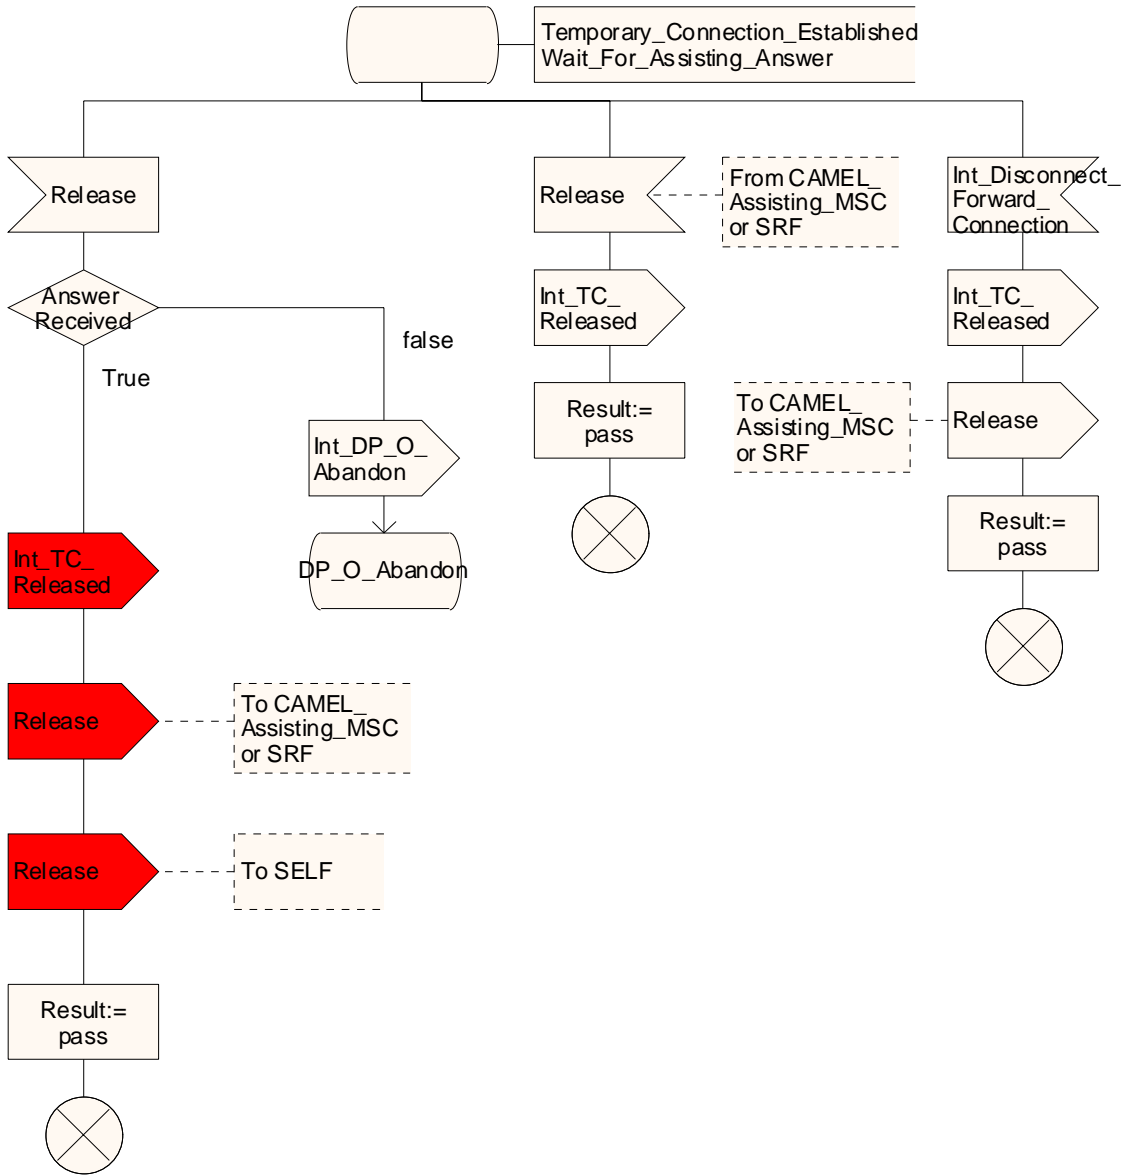 Temporary_Connection_Established
Wait_For_Assisting_Answer
Release
Release
From CAMEL_
Assisting_MSC
or SRF
Int_Disconnect_
Forward_
Connection
Answer
Received
false
True
Int_TC_
Released
Int_TC_
Released
Result:=
pass
To CAMEL_
Assisting_MSC
or SRF
Release
Int_DP_O_
Abandon
Result:=
pass
Int_TC_
Released
DP_O_Abandon
Release
To CAMEL_
Assisting_MSC
or SRF
Release
To SELF
Result:=
pass